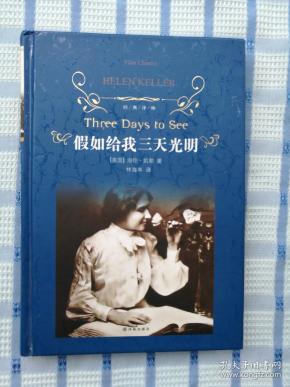 Yilin Classics
HELEN KELLER
经典译林
Three Days to See
假如给我三天光明
[美国] 海伦·凯勒 著
林海岑 译
译林出版社
孔夫子旧书网